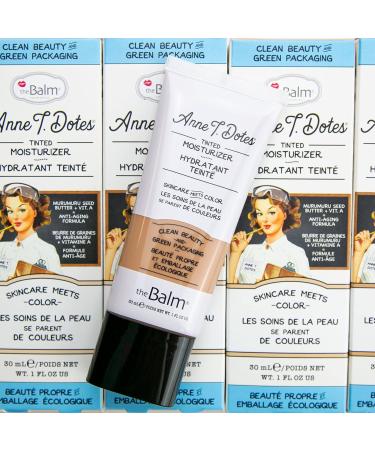 CLEAN BEAUTY AND
GREEN PACKAGING
theBalm®
Anne T. Dotes®
TINTED
MOISTURIZER
HYDRATANT
TEINTÉ
MURUMURU SEED
BUTTER + VIT. A
ANTI-AGING
FORMULA
BEURRE DE GRAINES
DE MURUMURU
+ VITAMINE A
FORMULE
ANTI-ÂGE
SKINCARE MEETS
COLOR
LES SOINS DE LA PEAU
SE PARENT
DE COULEURS
30 mL ℮/POIDS NET
WT. 1 FL OZ US
BEAUTÉ PROPRE ET
EMBALLAGE ÉCOLOGIQUE
Anne T. Dotes®
TINTED
MOISTURIZER
HYDRATANT
TEINTÉ
SKINCARE MEETS COLOR
LES SOINS DE LA PEAU
SE PARENT DE COULEURS
CLEAN BEAUTY
AND
GREEN PACKAGING
BEAUTÉ PROPRE
ET EMBALLAGE
ÉCOLOGIQUE
theBalm®
30 mL ℮/POIDS NET WT. 1 FL OZ US